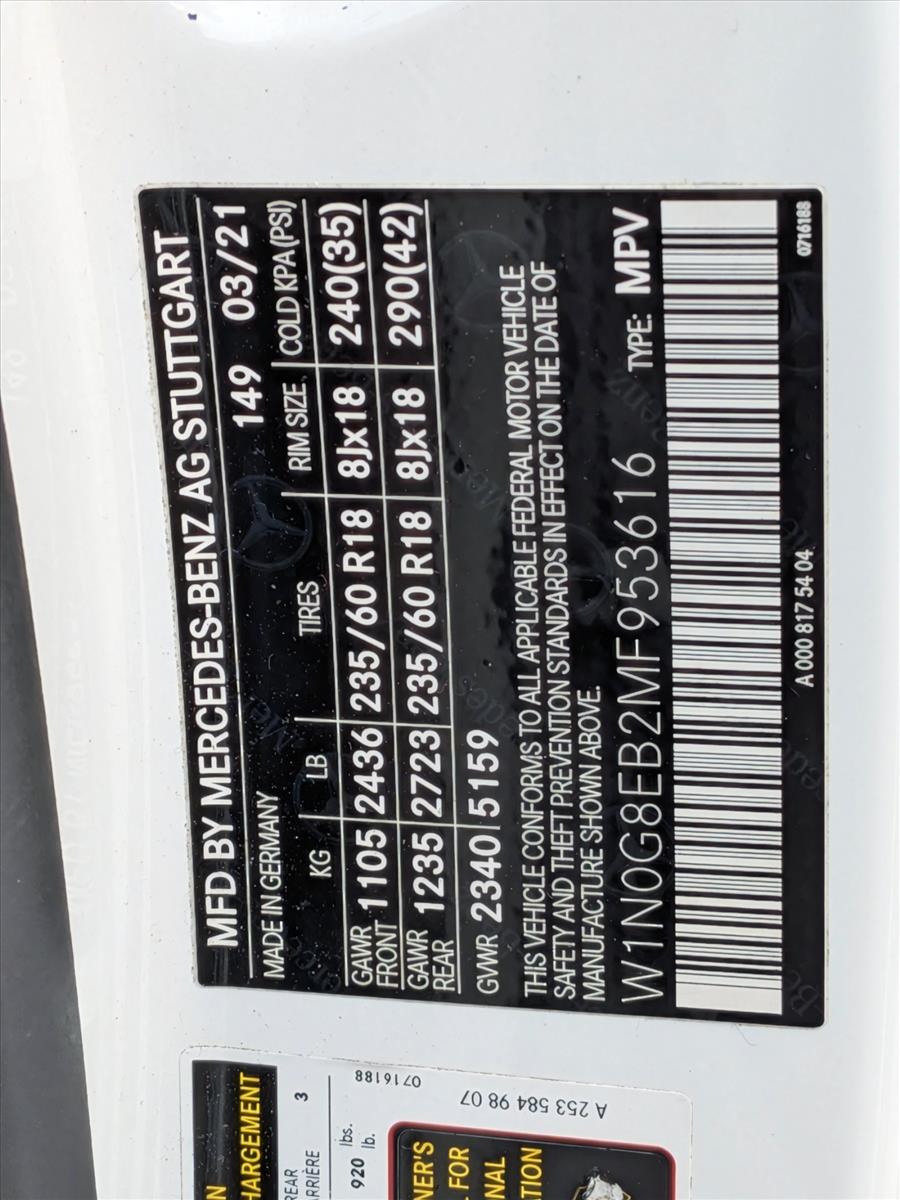 MFD BY MERCEDES-BENZ AG STUTTGART
MADE IN GERMANY 149 03/21
KG LB TIRES RIM SIZE COLD KPA(PSI)
GAWR FRONT 1105 2436 235/60 R18 8Jx18 240(35)
GAWR REAR 1235 2723 235/60 R18 8Jx18 290(42)
GVWR 2340 5159
THIS VEHICLE CONFORMS TO ALL APPLICABLE FEDERAL MOTOR VEHICLE
SAFETY AND THEFT PREVENTION STANDARDS IN EFFECT ON THE DATE OF
MANUFACTURE SHOWN ABOVE.
W1N0G8EB2MF953616 TYPE: MPV
A 000 817 54 04 0716188
HARGEMENT
REAR 3
ARRIÈRE
920 lbs.
lb.
0716188
A 253 584 98 07
NER'S
FOR
NAL
TION